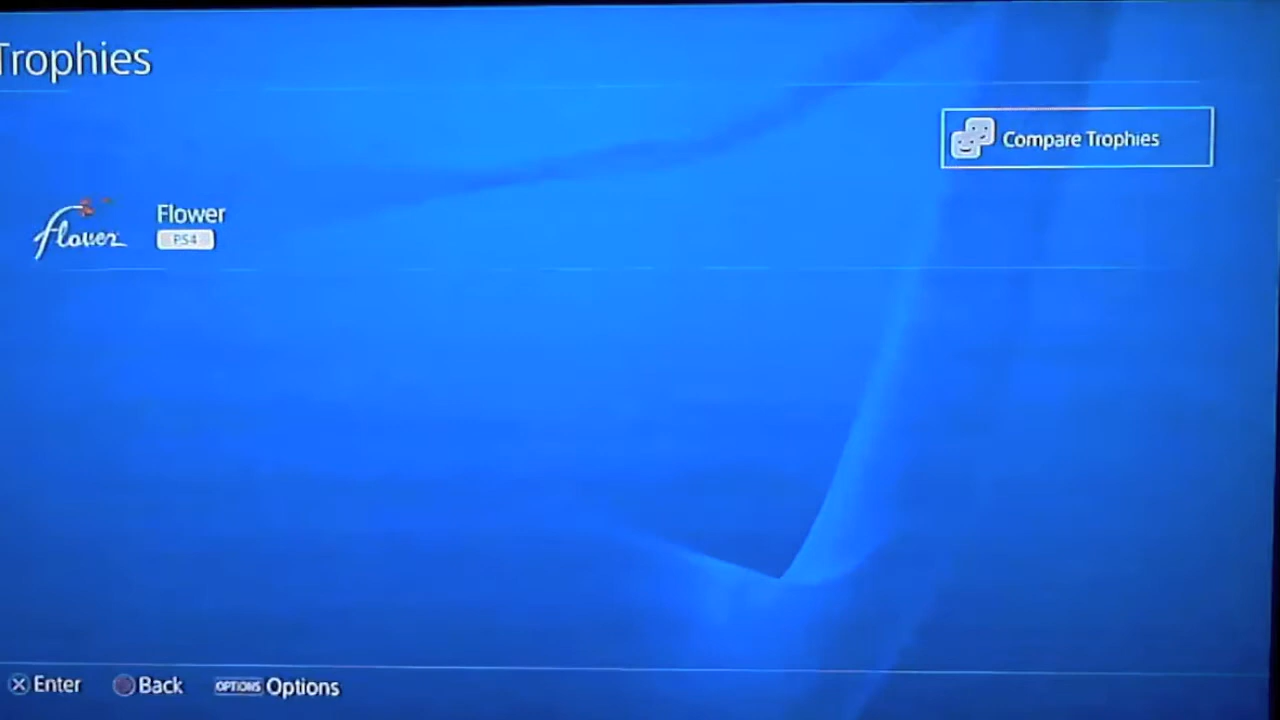 Trophies
Compare Trophies
flower
Flower
PS4
Enter
Back
OPTIONS Options